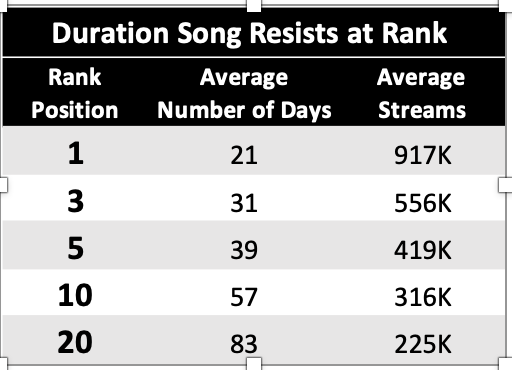 Duration Song Resists at Rank
Rank Position Average Number of Days Average Streams
1 21 917K
3 31 556K
5 39 419K
10 57 316K
20 83 225K